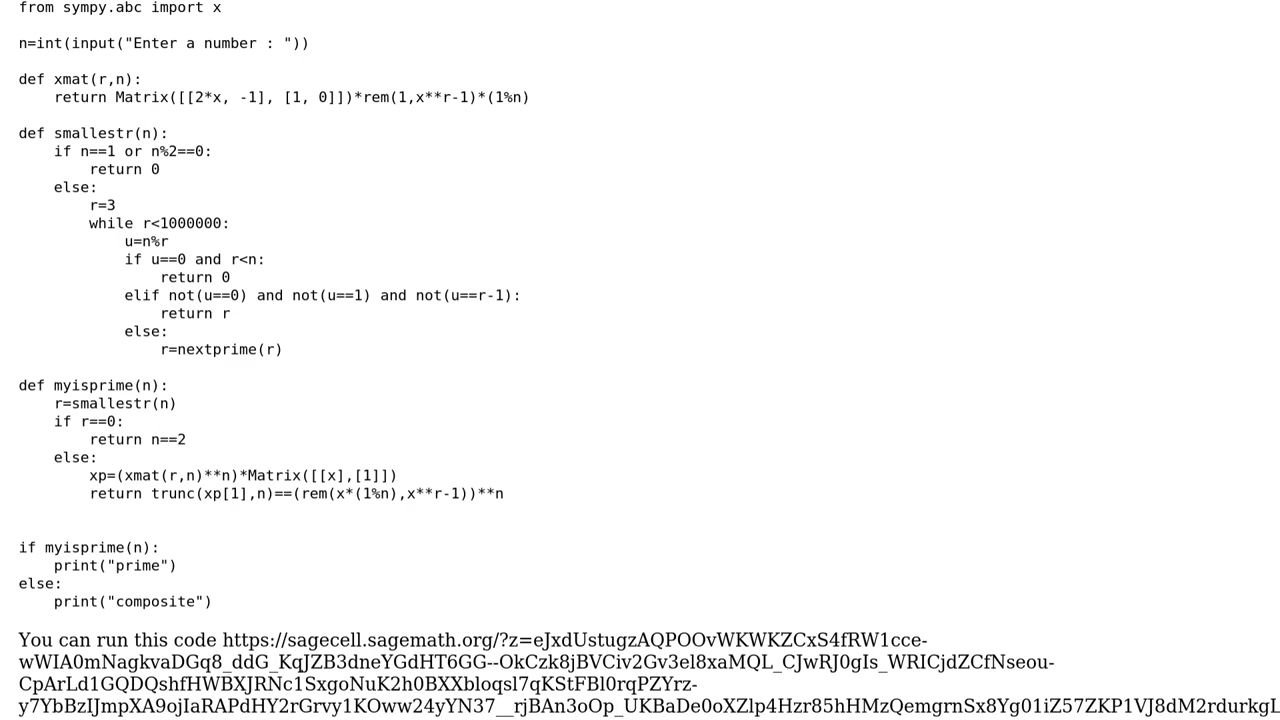 from sympy.abc import x
n=int(input("Enter a number : "))
def xmat(r,n):
    return Matrix([[2*x, -1], [1, 0]])*rem(1,x**r-1)*(1%n)
def smallestr(n):
    if n==1 or n%2==0:
        return 0
    else:
        r=3
        while r<1000000:
            u=n%r
            if u==0 and r<n:
                return 0
            elif not(u==0) and not(u==1) and not(u==r-1):
                return r
            else:
                r=nextprime(r)
def myisprime(n):
    r=smallestr(n)
    if r==0:
        return n==2
    else:
        xp=(xmat(r,n)**n)*Matrix([[x],[1]])
        return trunc(xp[1],n)==(rem(x*(1%n),x**r-1))**n
if myisprime(n):
    print("prime")
else:
    print("composite")
You can run this code https://sagecell.sagemath.org/?z=eJxdUstugzAQPOOvWKWKZCxS4fRW1cce-
wWIA0mNagkvaDGq8_ddG_KqJZB3dneYGdHT6GG--OkCzk8jBVCiv2Gv3el8xaMQL_CJwRJ0gIs_WRICjdZCfNseou-
CpArLd1GQDQshfHWBXJRNc1SxgoNuK2h0BXXbloqsl7qKStFBl0rqPZYrz-
y7YbBzIJmpXA9ojIaRAPdHY2rGrvy1KOww24yYN37__rjBAn3oOp_UKBaDe0oXZlp4Hzr85hHMzQemgrnSx8Yg01iZ57ZKP1VJ8dM2rdurkgL